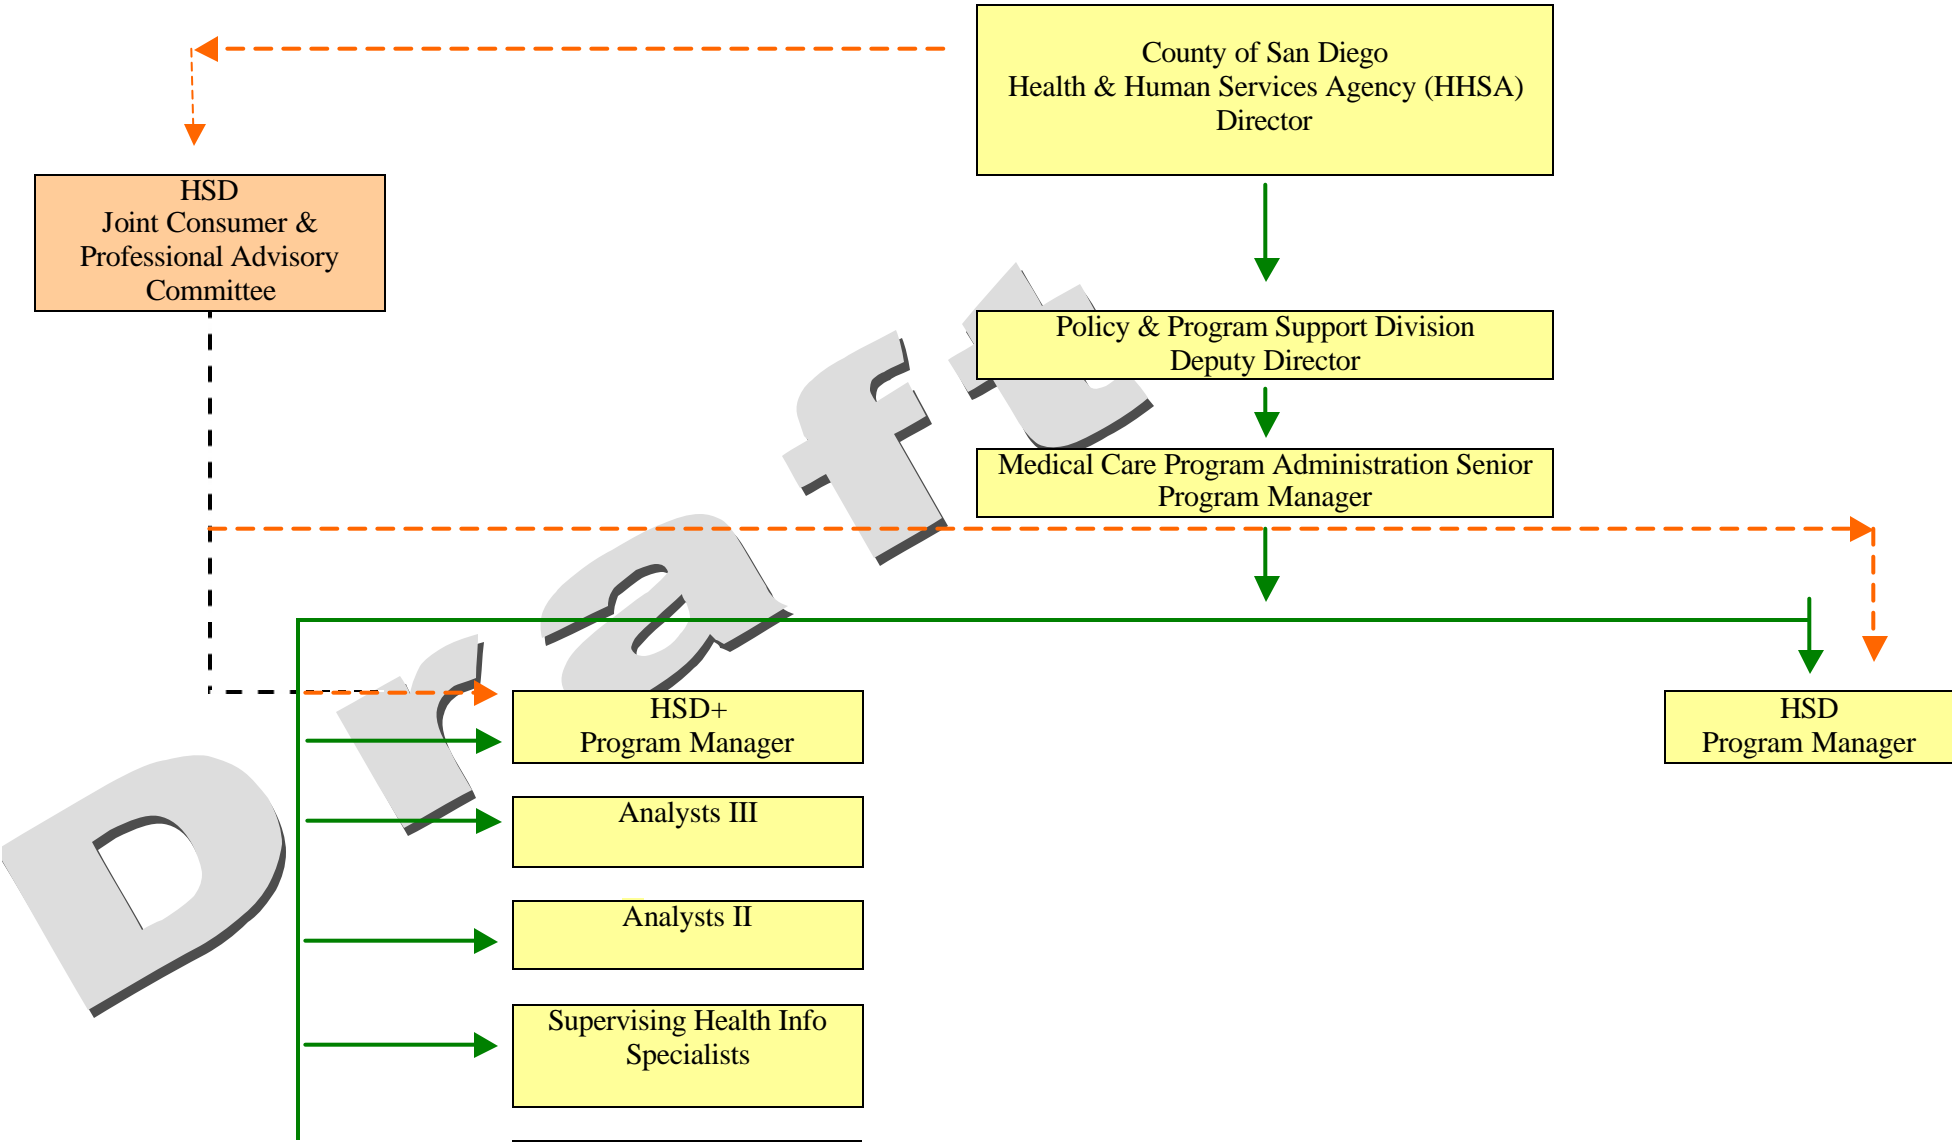 County of San Diego
Health & Human Services Agency (HHSA)
Director
HSD
Joint Consumer &
Professional Advisory
Committee
Policy & Program Support Division
Deputy Director
Medical Care Program Administration Senior
Program Manager
HSD+
Program Manager
HSD
Program Manager
Analysts III
Analysts II
Supervising Health Info
Specialists
Draft